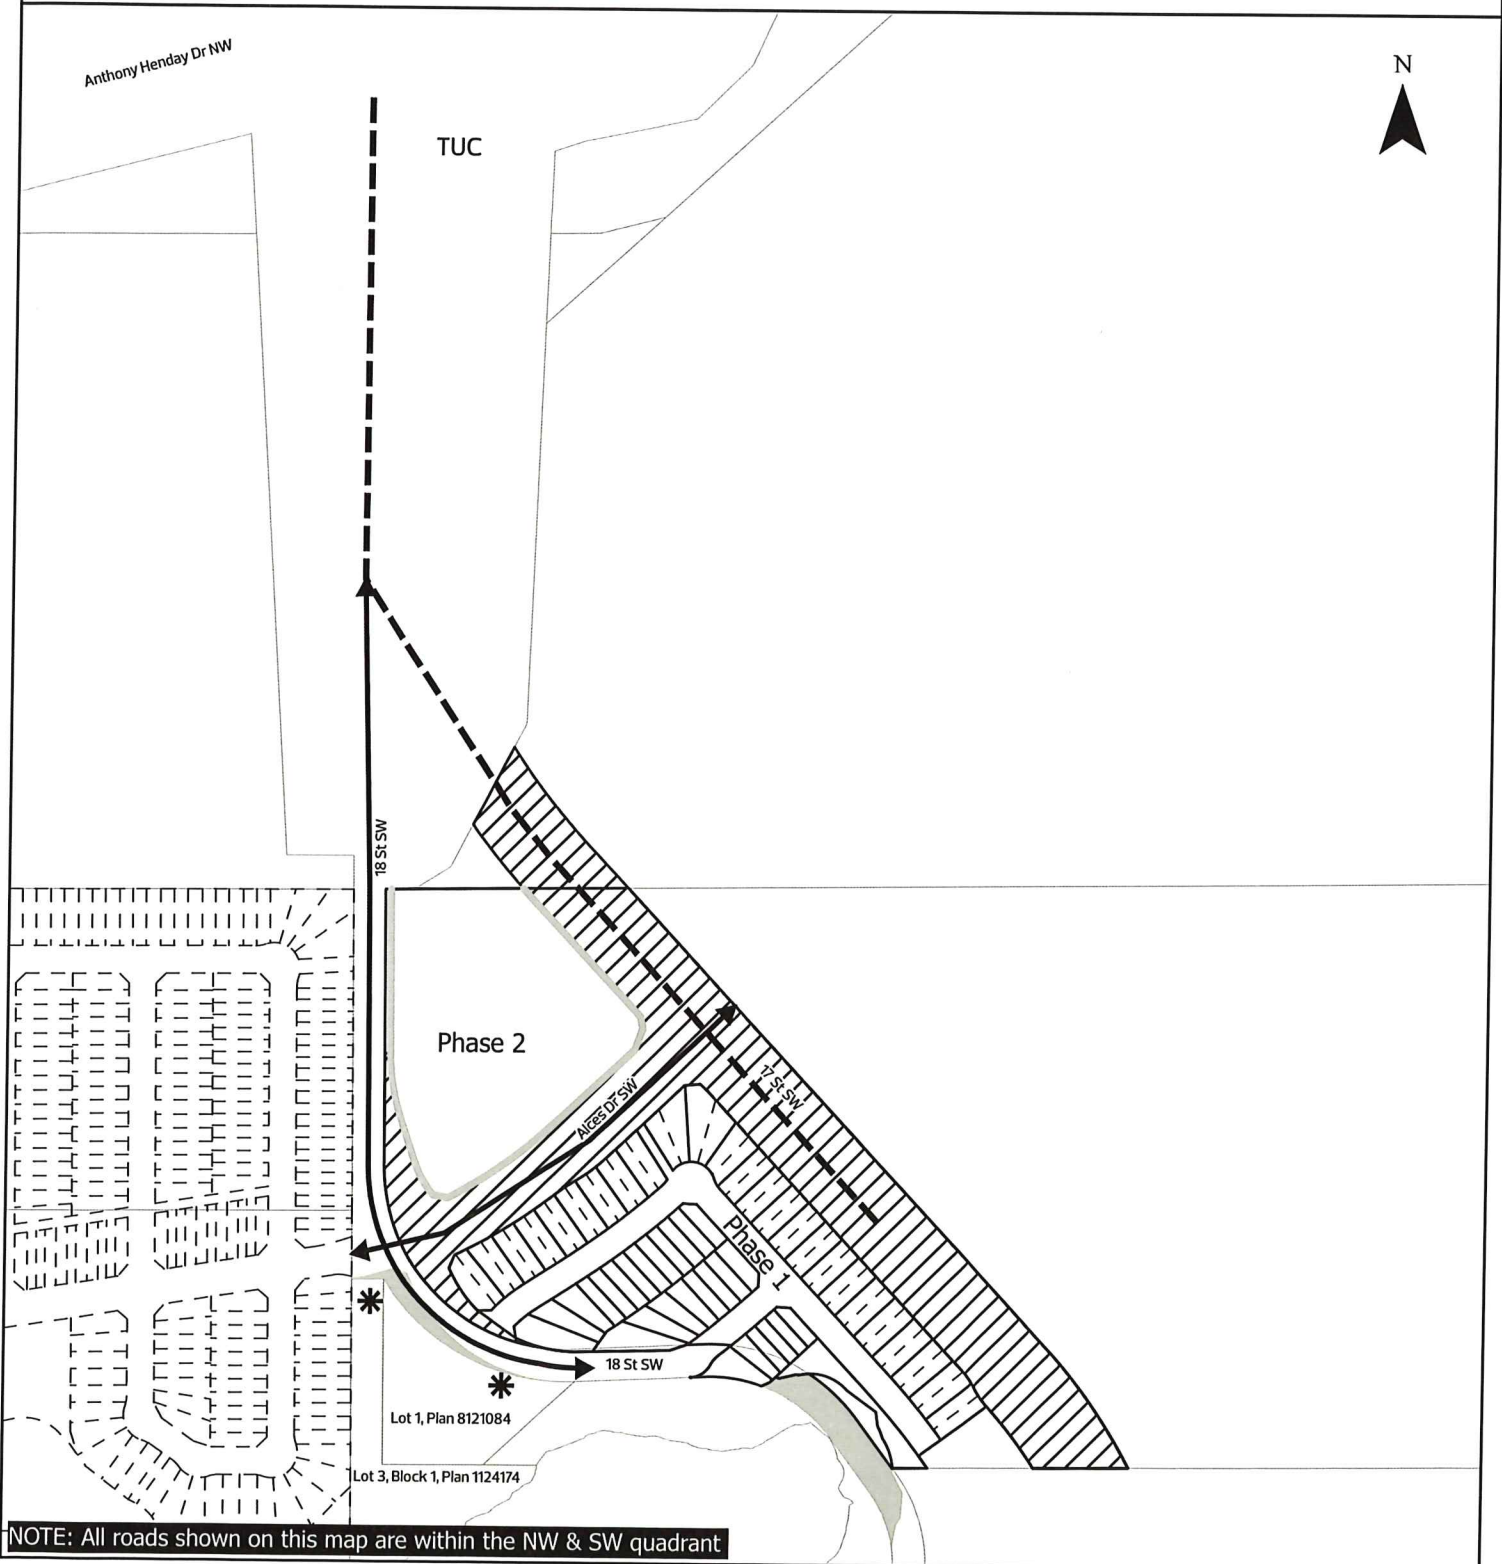 Anthony Henday Dr NW
N
TUC
18 St SW
Phase 2
17 St SW
Alces Dr SW
Phase 1
18 St SW
Lot 1, Plan 8121084
Lot 3, Block 1, Plan 1124174
NOTE: All roads shown on this map are within the NW & SW quadrant